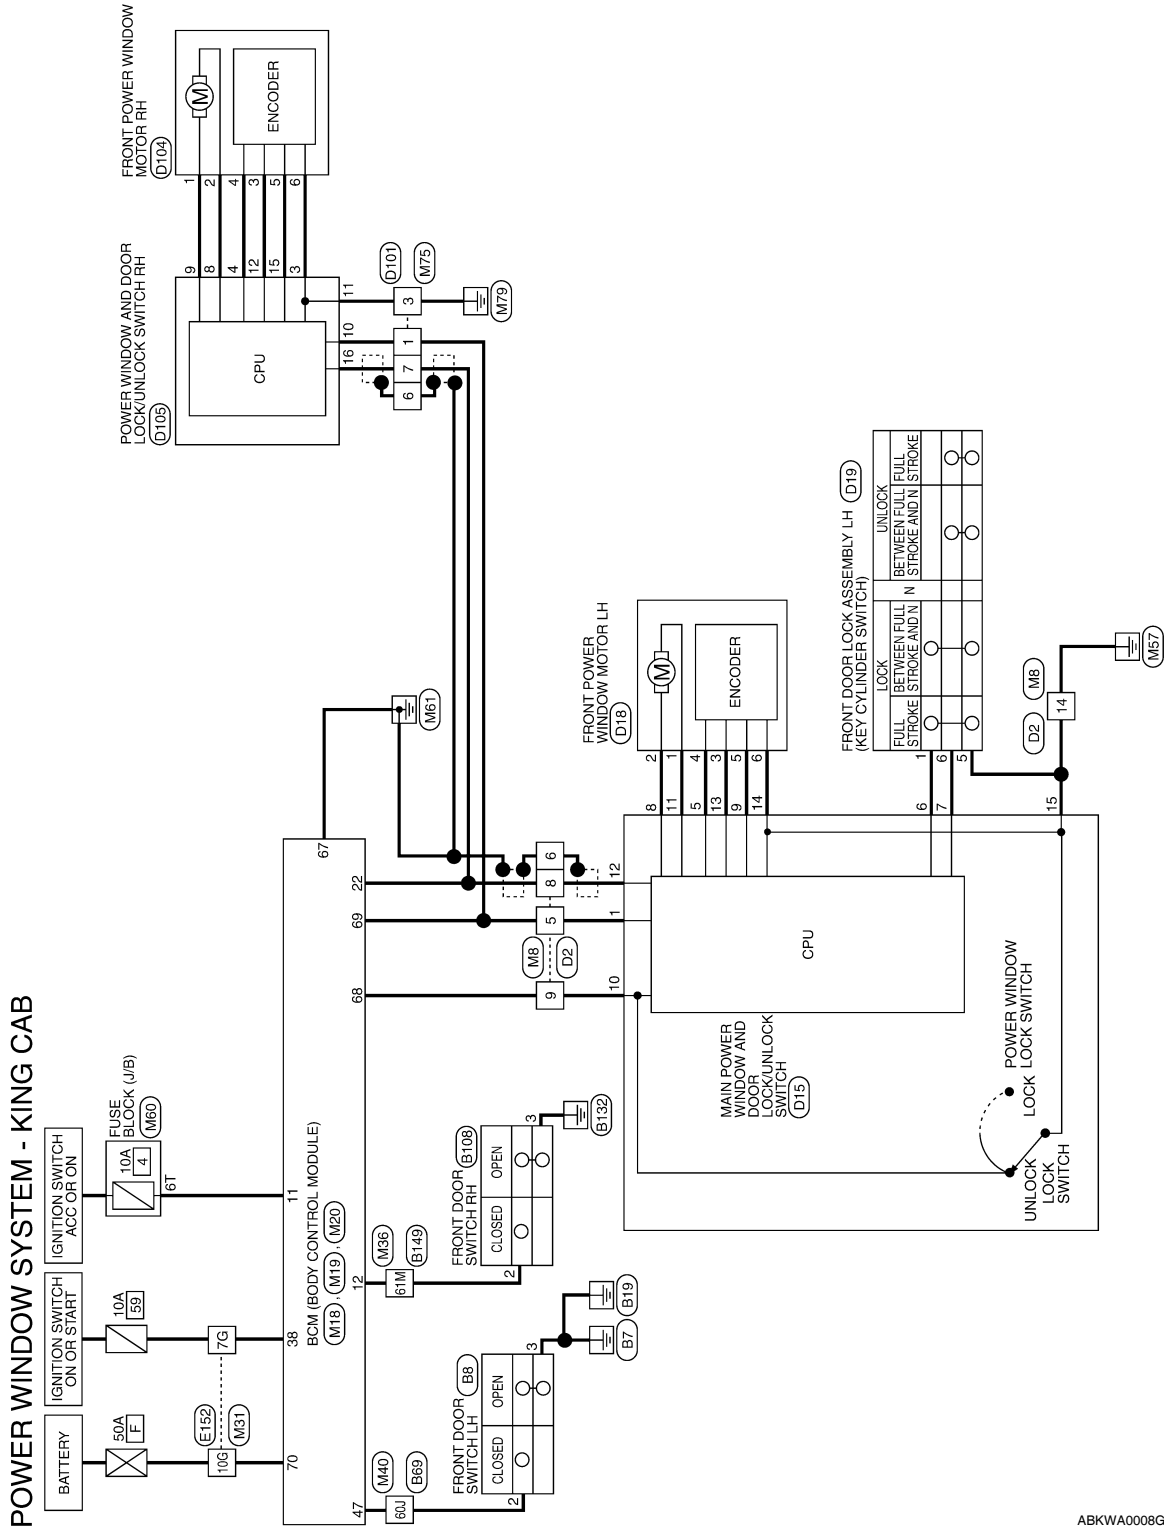 POWER WINDOW SYSTEM - KING CAB
BATTERY
IGNITION SWITCH
ON OR START
IGNITION SWITCH
ACC OR ON
50A
F
10A
59
10A
4
FUSE
BLOCK (J/B)
M60
6T
10G
E152
M31
7G
70
38
11
BCM (BODY CONTROL MODULE)
M18 , M19 , M20
47
12
68
69
22
67
60J
M40
B69
61M
M36
B149
FRONT DOOR
SWITCH LH
B8
CLOSED
OPEN
2
3
B7
B19
FRONT DOOR
SWITCH RH
B108
CLOSED
OPEN
2
3
B132
M61
9
M8
D2
5
8
6
10
1
12
MAIN POWER
WINDOW AND
DOOR
LOCK/UNLOCK
SWITCH
D15
CPU
UNLOCK
LOCK
SWITCH
LOCK
POWER WINDOW
LOCK SWITCH
8
11
5
13
9
14
6
7
15
2
1
4
3
5
6
FRONT POWER
WINDOW MOTOR LH
D18
M
ENCODER
1
6
5
FRONT DOOR LOCK ASSEMBLY LH
(KEY CYLINDER SWITCH)
D19
LOCK
UNLOCK
FULL
STROKE
BETWEEN FULL
STROKE AND N
N
BETWEEN FULL
STROKE AND N
FULL
STROKE
D2
M8
14
M57
POWER WINDOW AND DOOR
LOCK/UNLOCK SWITCH RH
D105
CPU
16
10
11
6
7
1
3
D101
M75
M79
9
8
4
12
15
3
1
2
4
3
5
6
FRONT POWER WINDOW
MOTOR RH
D104
M
ENCODER
ABKWA0008G